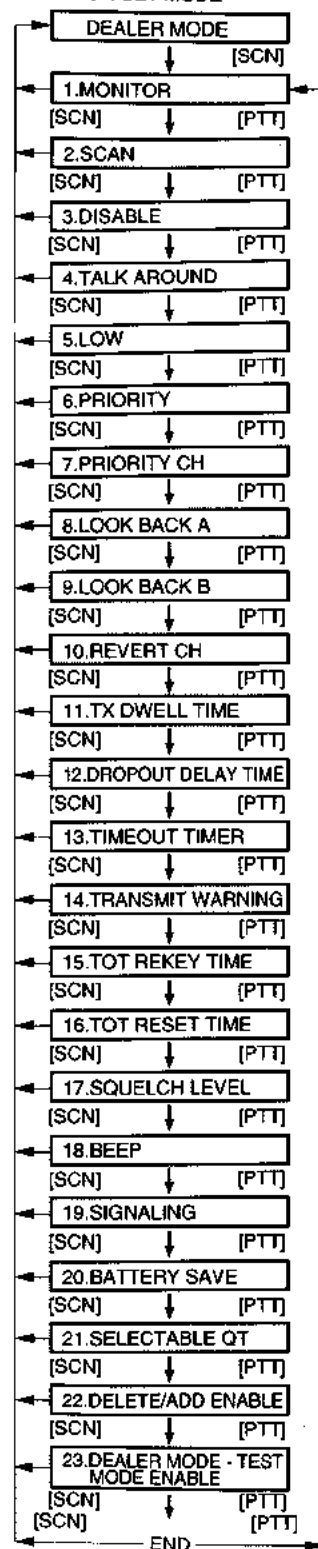 DEALER MODE
[SCN]
1.MONITOR
[SCN] [PTT]
2.SCAN
[SCN] [PTT]
3.DISABLE
[SCN] [PTT]
4.TALK AROUND
[SCN] [PTT]
5.LOW
[SCN] [PTT]
6.PRIORITY
[SCN] [PTT]
7.PRIORITY CH
[SCN] [PTT]
8.LOOK BACK A
[SCN] [PTT]
9.LOOK BACK B
[SCN] [PTT]
10.REVERT CH
[SCN] [PTT]
11.TX DWELL TIME
[SCN] [PTT]
12.DROPOUT DELAY TIME
[SCN] [PTT]
13.TIMEOUT TIMER
[SCN] [PTT]
14.TRANSMIT WARNING
[SCN] [PTT]
15.TOT REKEY TIME
[SCN] [PTT]
16.TOT RESET TIME
[SCN] [PTT]
17.SQUELCH LEVEL
[SCN] [PTT]
18.BEEP
[SCN] [PTT]
19.SIGNALING
[SCN] [PTT]
20.BATTERY SAVE
[SCN] [PTT]
21.SELECTABLE QT
[SCN] [PTT]
22.DELETE/ADD ENABLE
[SCN] [PTT]
23.DEALER MODE - TEST
MODE ENABLE
[SCN] [PTT]
[SCN] [PTT]
END